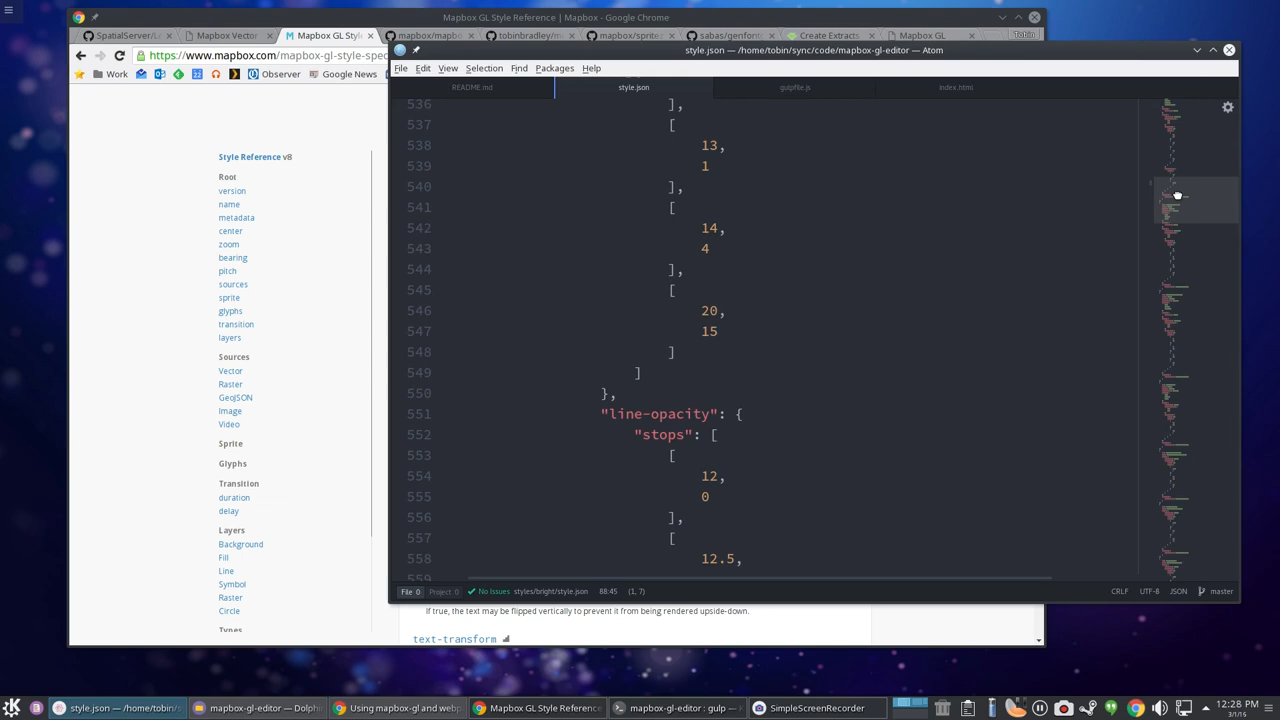 Mapbox GL Style Reference | Mapbox - Google Chrome
SpatialServer/Le
Mapbox Vector
Mapbox GL Style
mapbox/mapbo
tobinbradley/m
mapbox/sprite
sabas/genfont
Create Extracts
Mapbox GL
Tobin
https://www.mapbox.com/mapbox-gl-style-spec
Work
Observer
Google News
style.json — /home/tobin/sync/code/mapbox-gl-editor — Atom
File Edit View Selection Find Packages Help
README.md
style.json
gulpfile.js
index.html
Style Reference v8
Root
version
name
metadata
center
zoom
bearing
pitch
sources
sprite
glyphs
transition
layers
Sources
Vector
Raster
GeoJSON
Image
Video
Sprite
Glyphs
Transition
duration
delay
Layers
Background
Fill
Line
Symbol
Raster
Circle
Types
536 ],
537 [
538 13,
539 1
540 ],
541 [
542 14,
543 4
544 ],
545 [
546 20,
547 15
548 ]
549 ]
550 },
551 "line-opacity": {
552 "stops": [
553 [
554 12,
555 0
556 ],
557 [
558 12.5,
559
File 0 Project 0 No Issues styles/bright/style.json 88:45 (1, 7) CRLF UTF-8 JSON master
If true, the text may be flipped vertically to prevent it from being rendered upside-down.
text-transform
style.json — /home/tobin/s
mapbox-gl-editor — Dolphi
Using mapbox-gl and webp
Mapbox GL Style Reference
mapbox-gl-editor : gulp —
SimpleScreenRecorder
12:28 PM
3/1/16